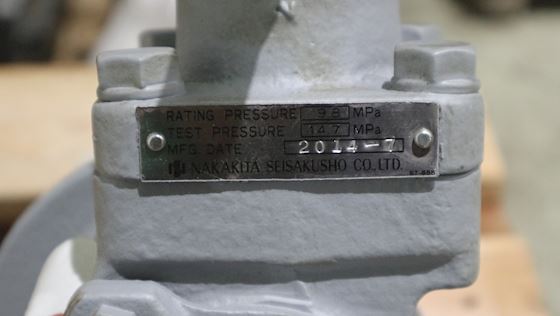 RATING PRESSURE 9.8 MPa
TEST PRESSURE 14.7 MPa
MFG DATE 2014-7
NAKAKITA SEISAKUSHO CO.,LTD.